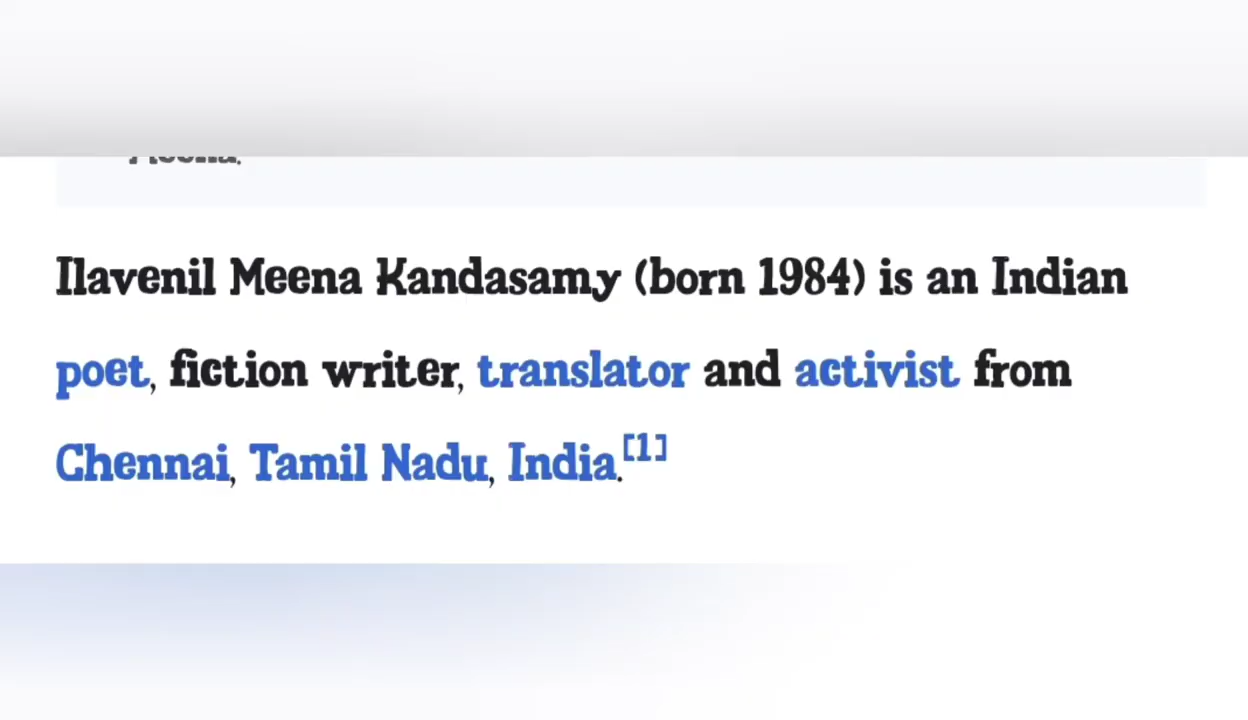 Ilavenil Meena Kandasamy (born 1984) is an Indian
poet, fiction writer, translator and activist from
Chennai, Tamil Nadu, India.[1]